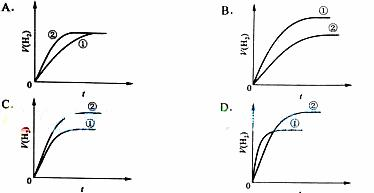 A.
V(H₂)
②
①
0
t
B.
V(H₂)
①
②
0
t
C.
V(H₂)
②
①
0
t
D.
V(H₂)
②
①
0